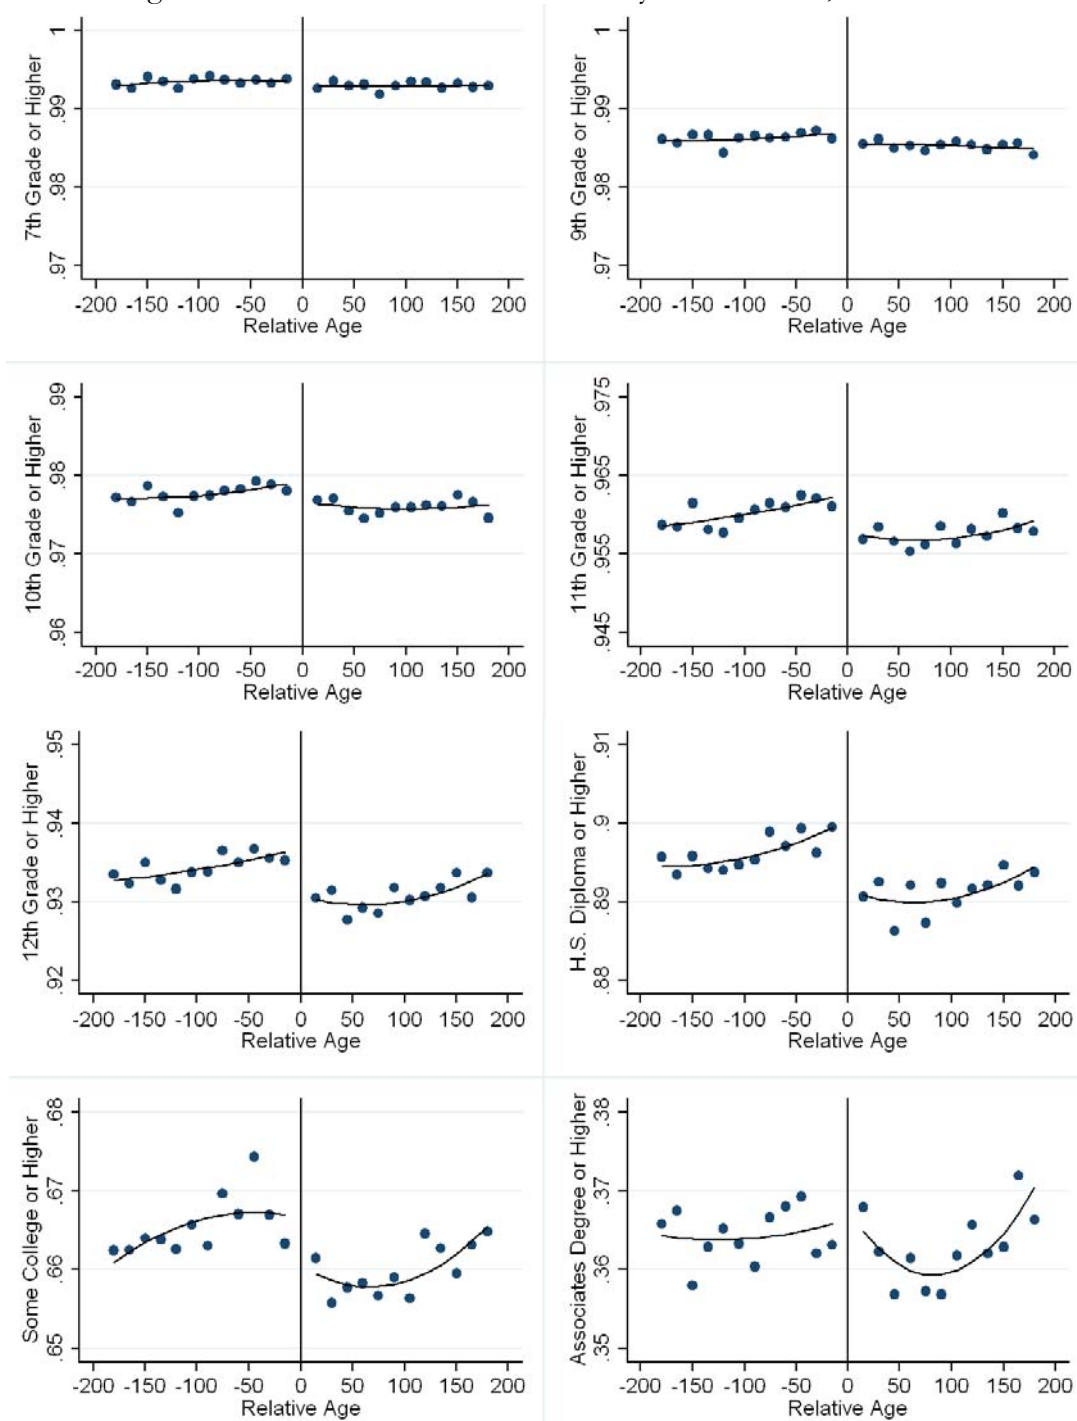 1 1
.99 .99
.98 .98
.97 .97
7th Grade or Higher 9th Grade or Higher
-200 -150 -100 -50 0 50 100 150 200 -200 -150 -100 -50 0 50 100 150 200
Relative Age Relative Age
.99 .975
.98 .965
.97 .955
.96 .945
10th Grade or Higher 11th Grade or Higher
-200 -150 -100 -50 0 50 100 150 200 -200 -150 -100 -50 0 50 100 150 200
Relative Age Relative Age
.95 .91
.94 .9
.93 .89
.92 .88
12th Grade or Higher H.S. Diploma or Higher
-200 -150 -100 -50 0 50 100 150 200 -200 -150 -100 -50 0 50 100 150 200
Relative Age Relative Age
.68 .38
.67 .37
.66 .36
.65 .35
Some College or Higher Associates Degree or Higher
-200 -150 -100 -50 0 50 100 150 200 -200 -150 -100 -50 0 50 100 150 200
Relative Age Relative Age